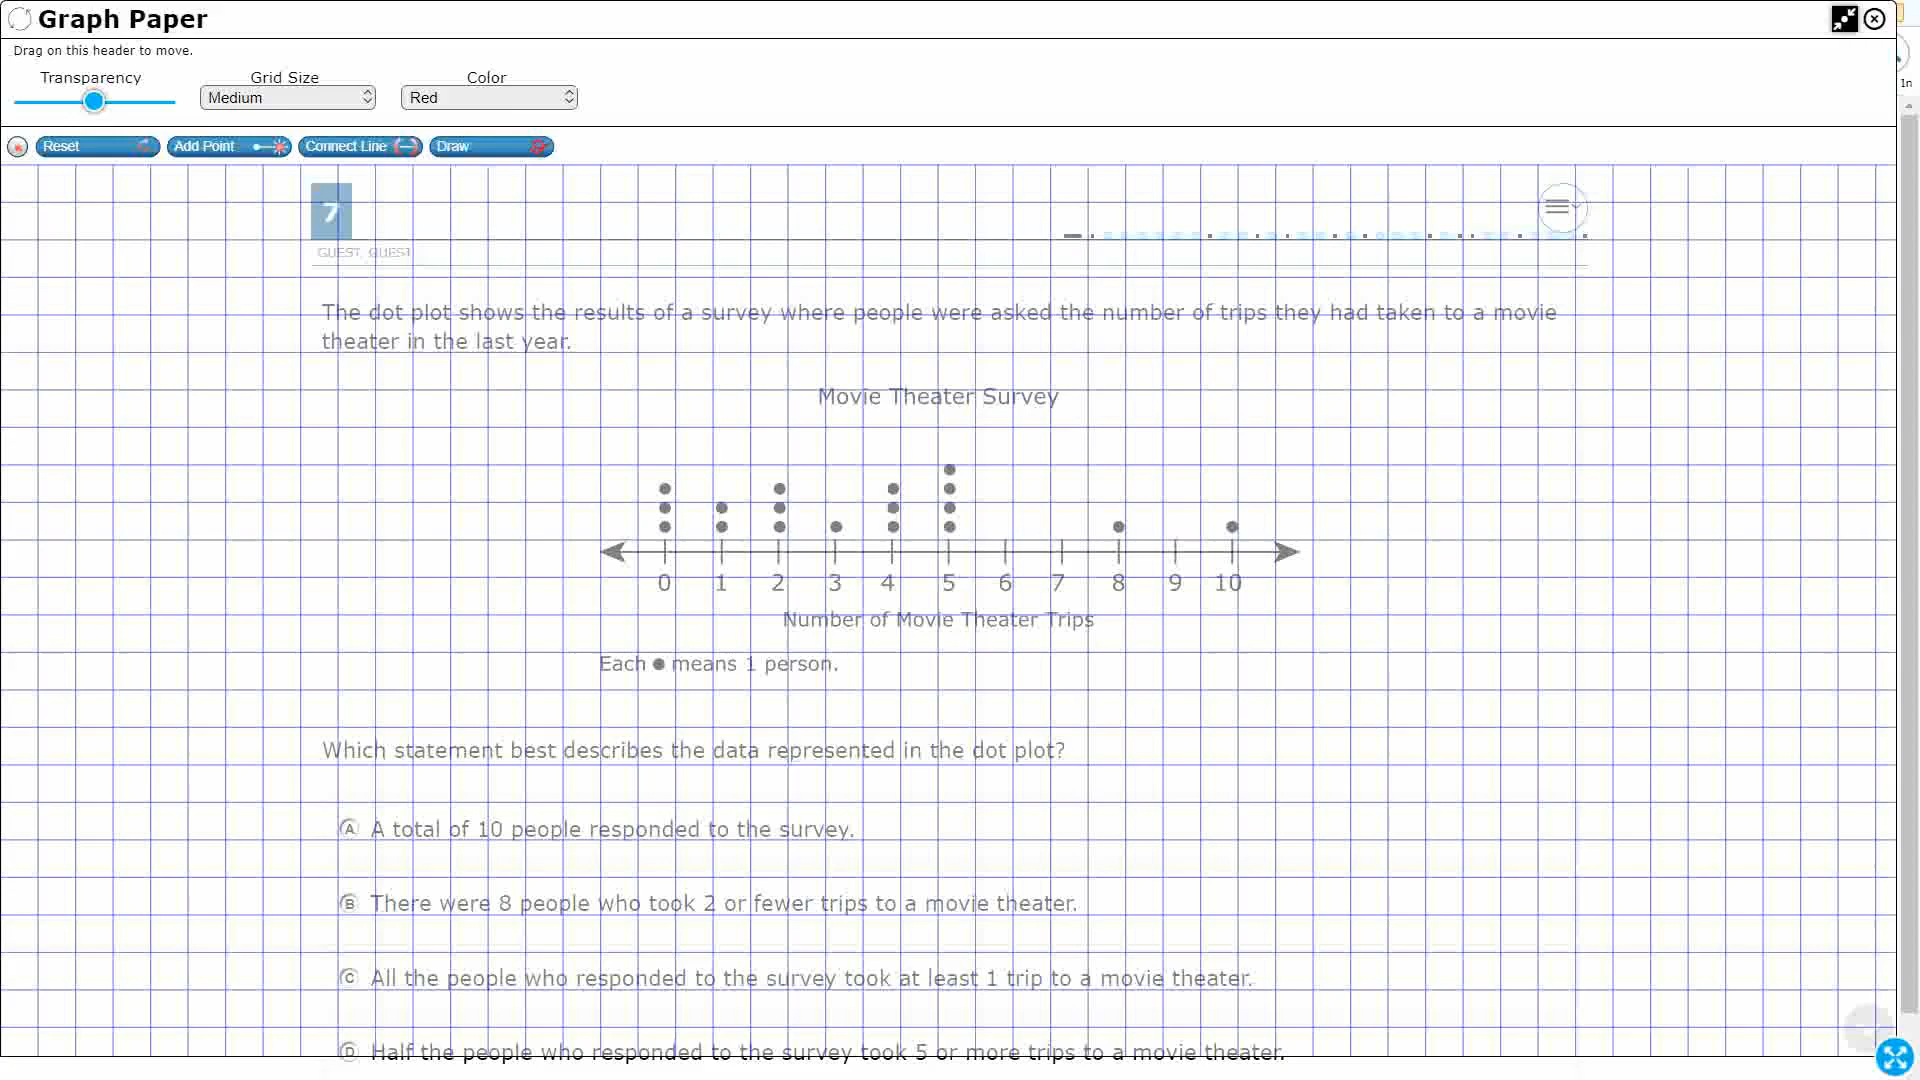 Graph Paper
Drag on this header to move.
Transparency Grid Size Color
Medium Red
1n
Reset Add Point Connect Line Draw
7
GUEST, GUEST
The dot plot shows the results of a survey where people were asked the number of trips they had taken to a movie
theater in the last year.
Movie Theater Survey
0 1 2 3 4 5 6 7 8 9 10
Number of Movie Theater Trips
Each ● means 1 person.
Which statement best describes the data represented in the dot plot?
A A total of 10 people responded to the survey.
B There were 8 people who took 2 or fewer trips to a movie theater.
C All the people who responded to the survey took at least 1 trip to a movie theater.
D Half the people who responded to the survey took 5 or more trips to a movie theater.